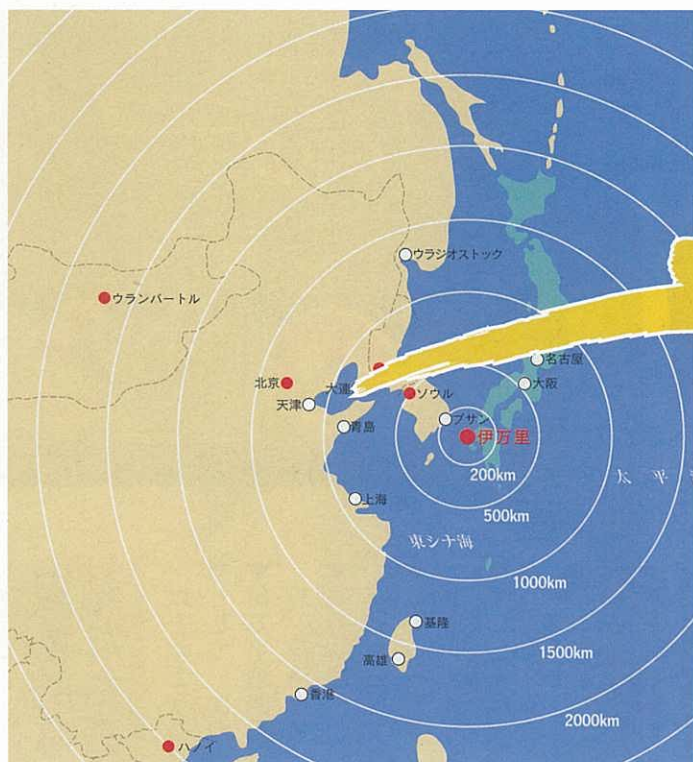 ウラジオストック
ウランバートル
名古屋
北京
大連
大阪
ソウル
天津
プサン
青島
伊万里
200km
太 平
上海
500km
東シナ海
1000km
基隆
1500km
高雄
香港
2000km
ハノイ